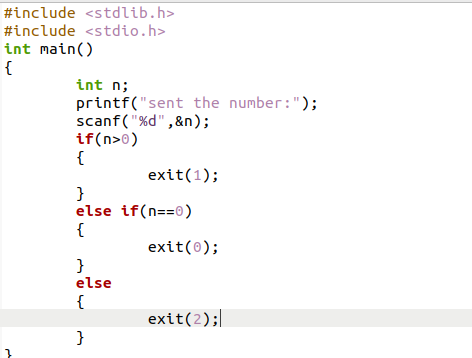 #include <stdlib.h>
#include <stdio.h>
int main()
{
        int n;
        printf("sent the number:");
        scanf("%d",&n);
        if(n>0)
        {
                exit(1);
        }
        else if(n==0)
        {
                exit(0);
        }
        else
        {
                exit(2);
        }
}